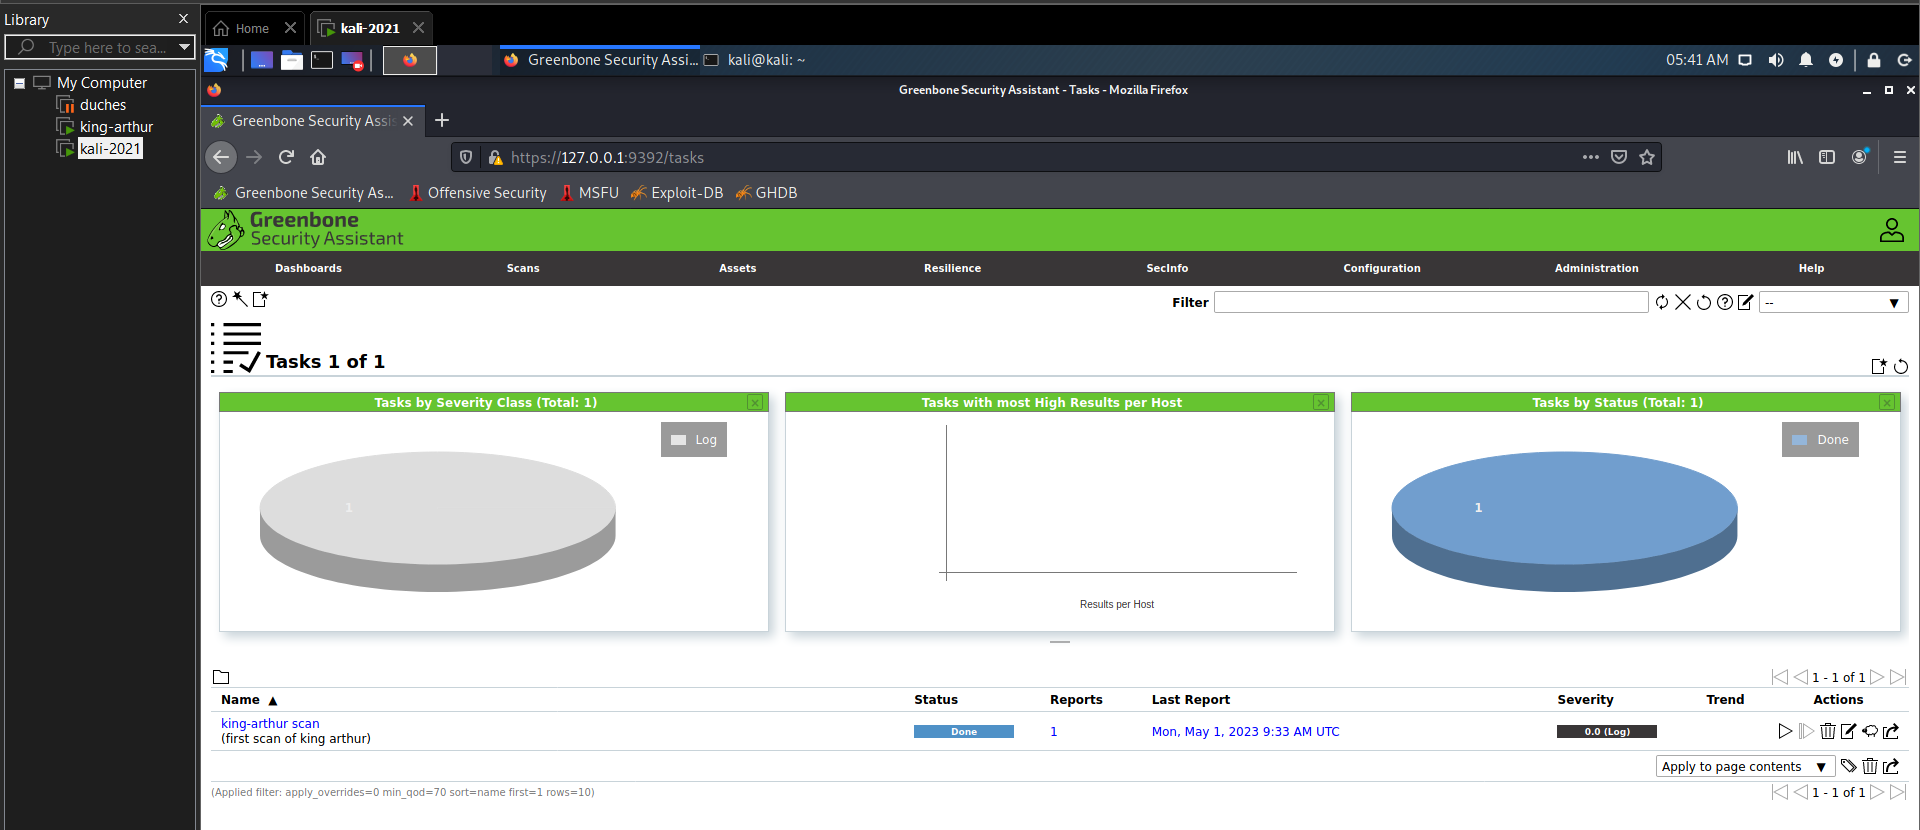 Library X
Type here to sea...
My Computer
duches
king-arthur
kali-2021
Home
kali-2021
Greenbone Security Assi...
kali@kali: ~
05:41 AM
Greenbone Security Assistant - Tasks - Mozilla Firefox
Greenbone Security Assis
https://127.0.0.1:9392/tasks
Greenbone Security As...
Offensive Security
MSFU
Exploit-DB
GHDB
Greenbone
Security Assistant
Dashboards Scans Assets Resilience SecInfo Configuration Administration Help
Filter
--
Tasks 1 of 1
Tasks by Severity Class (Total: 1)
Log
1
Tasks with most High Results per Host
Results per Host
Tasks by Status (Total: 1)
Done
1
1 - 1 of 1
Name ▲ Status Reports Last Report Severity Trend Actions
king-arthur scan
(first scan of king arthur)
Done
1
Mon, May 1, 2023 9:33 AM UTC
0.0 (Log)
Apply to page contents ▼
(Applied filter: apply_overrides=0 min_qod=70 sort=name first=1 rows=10)
1 - 1 of 1